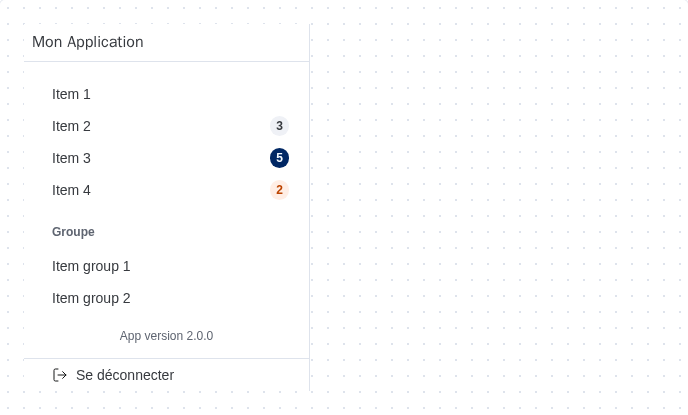 Mon Application
Item 1
Item 2 3
Item 3 5
Item 4 2
Groupe
Item group 1
Item group 2
App version 2.0.0
Se déconnecter